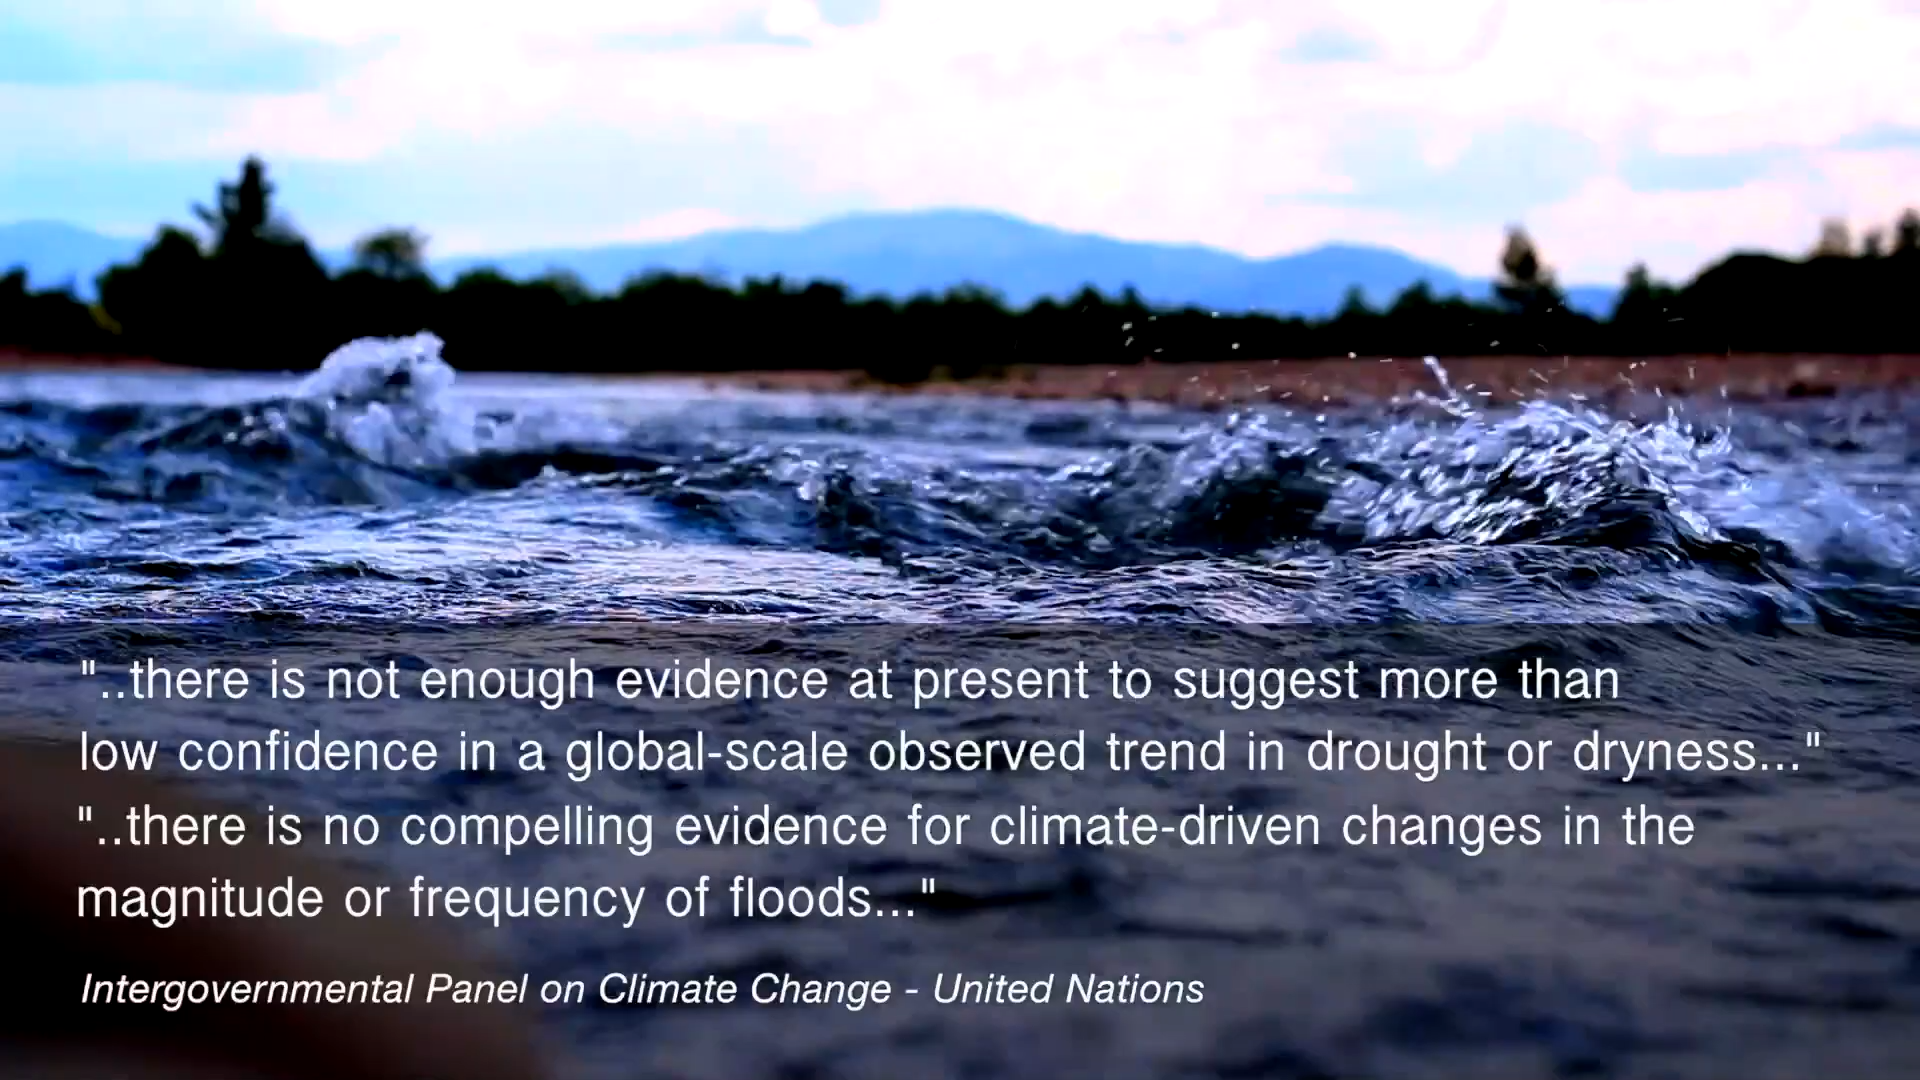 "..there is not enough evidence at present to suggest more than
low confidence in a global-scale observed trend in drought or dryness..."
"..there is no compelling evidence for climate-driven changes in the
magnitude or frequency of floods..."
Intergovernmental Panel on Climate Change - United Nations